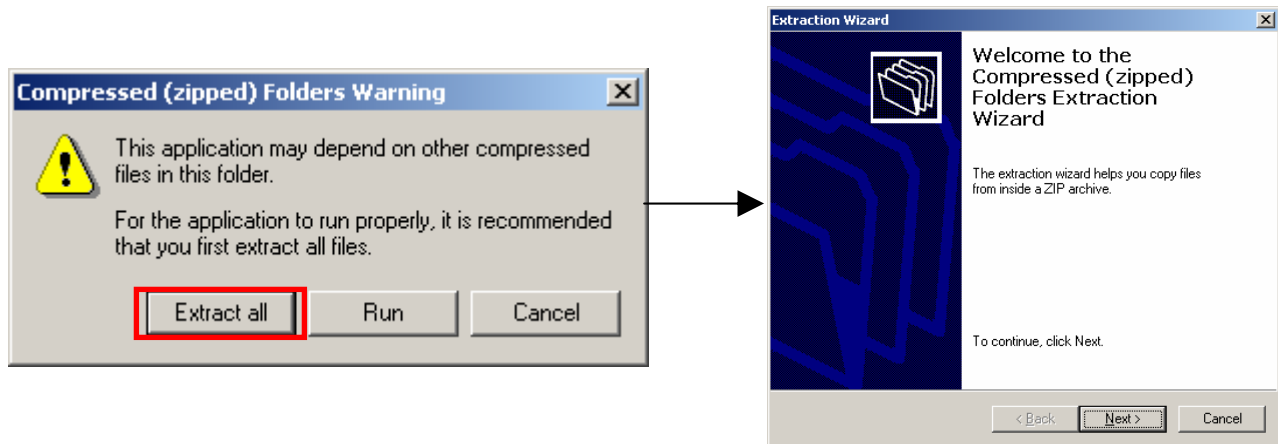 Compressed (zipped) Folders Warning
This application may depend on other compressed
files in this folder.
For the application to run properly, it is recommended
that you first extract all files.
Extract all
Run
Cancel
Extraction Wizard
Welcome to the
Compressed (zipped)
Folders Extraction
Wizard
The extraction wizard helps you copy files
from inside a ZIP archive.
To continue, click Next.
< Back
Next >
Cancel